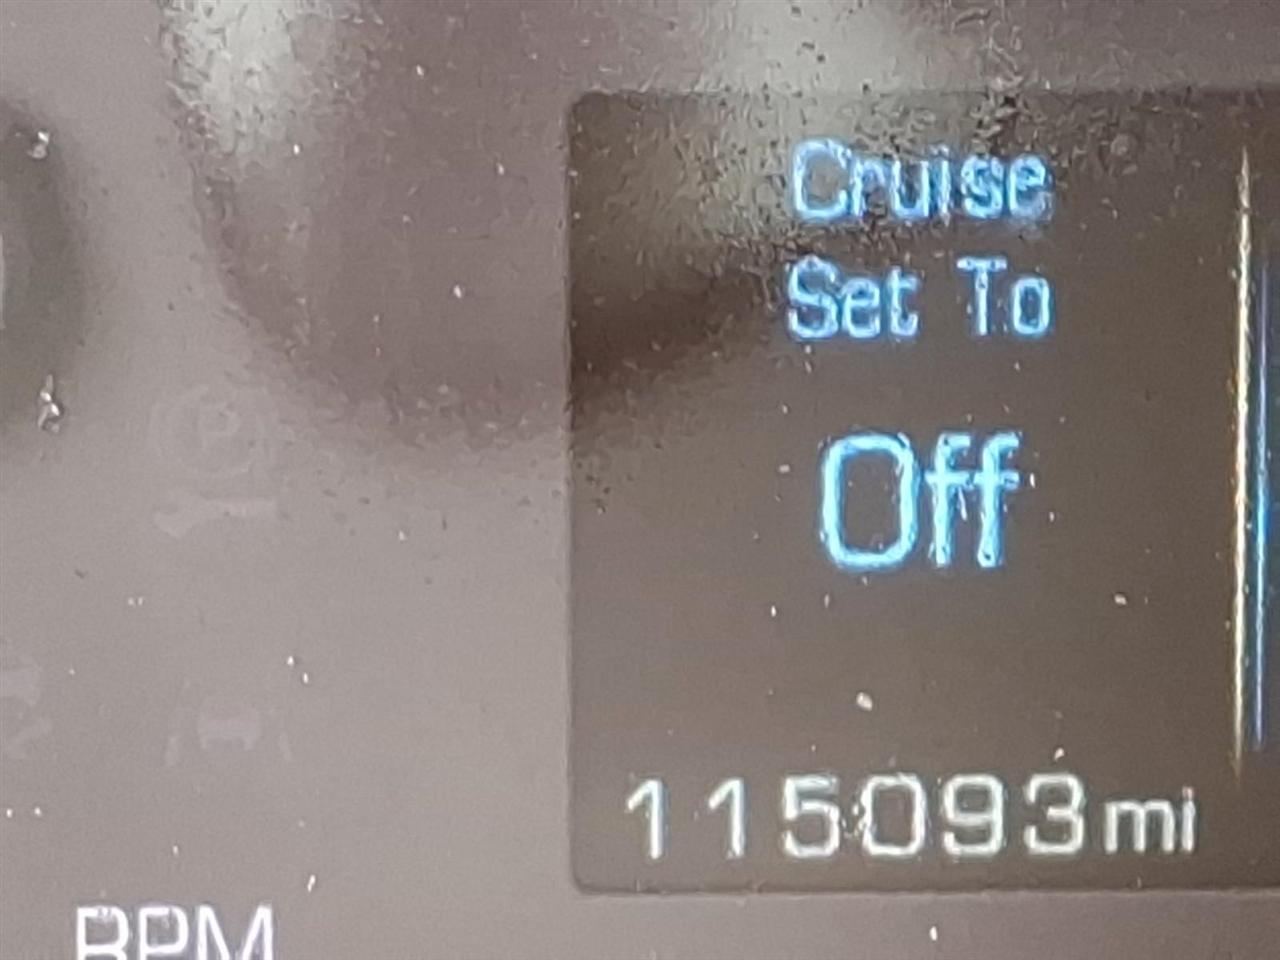 Cruise
Set To
Off
115093mi
RPM